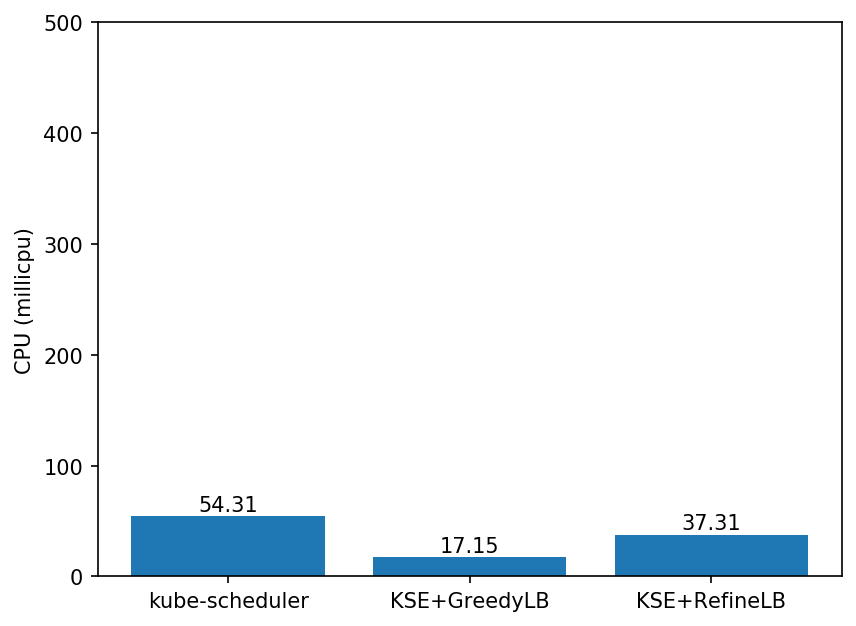 500
400
300
200
100
0
CPU (millicpu)
54.31
17.15
37.31
kube-scheduler
KSE+GreedyLB
KSE+RefineLB